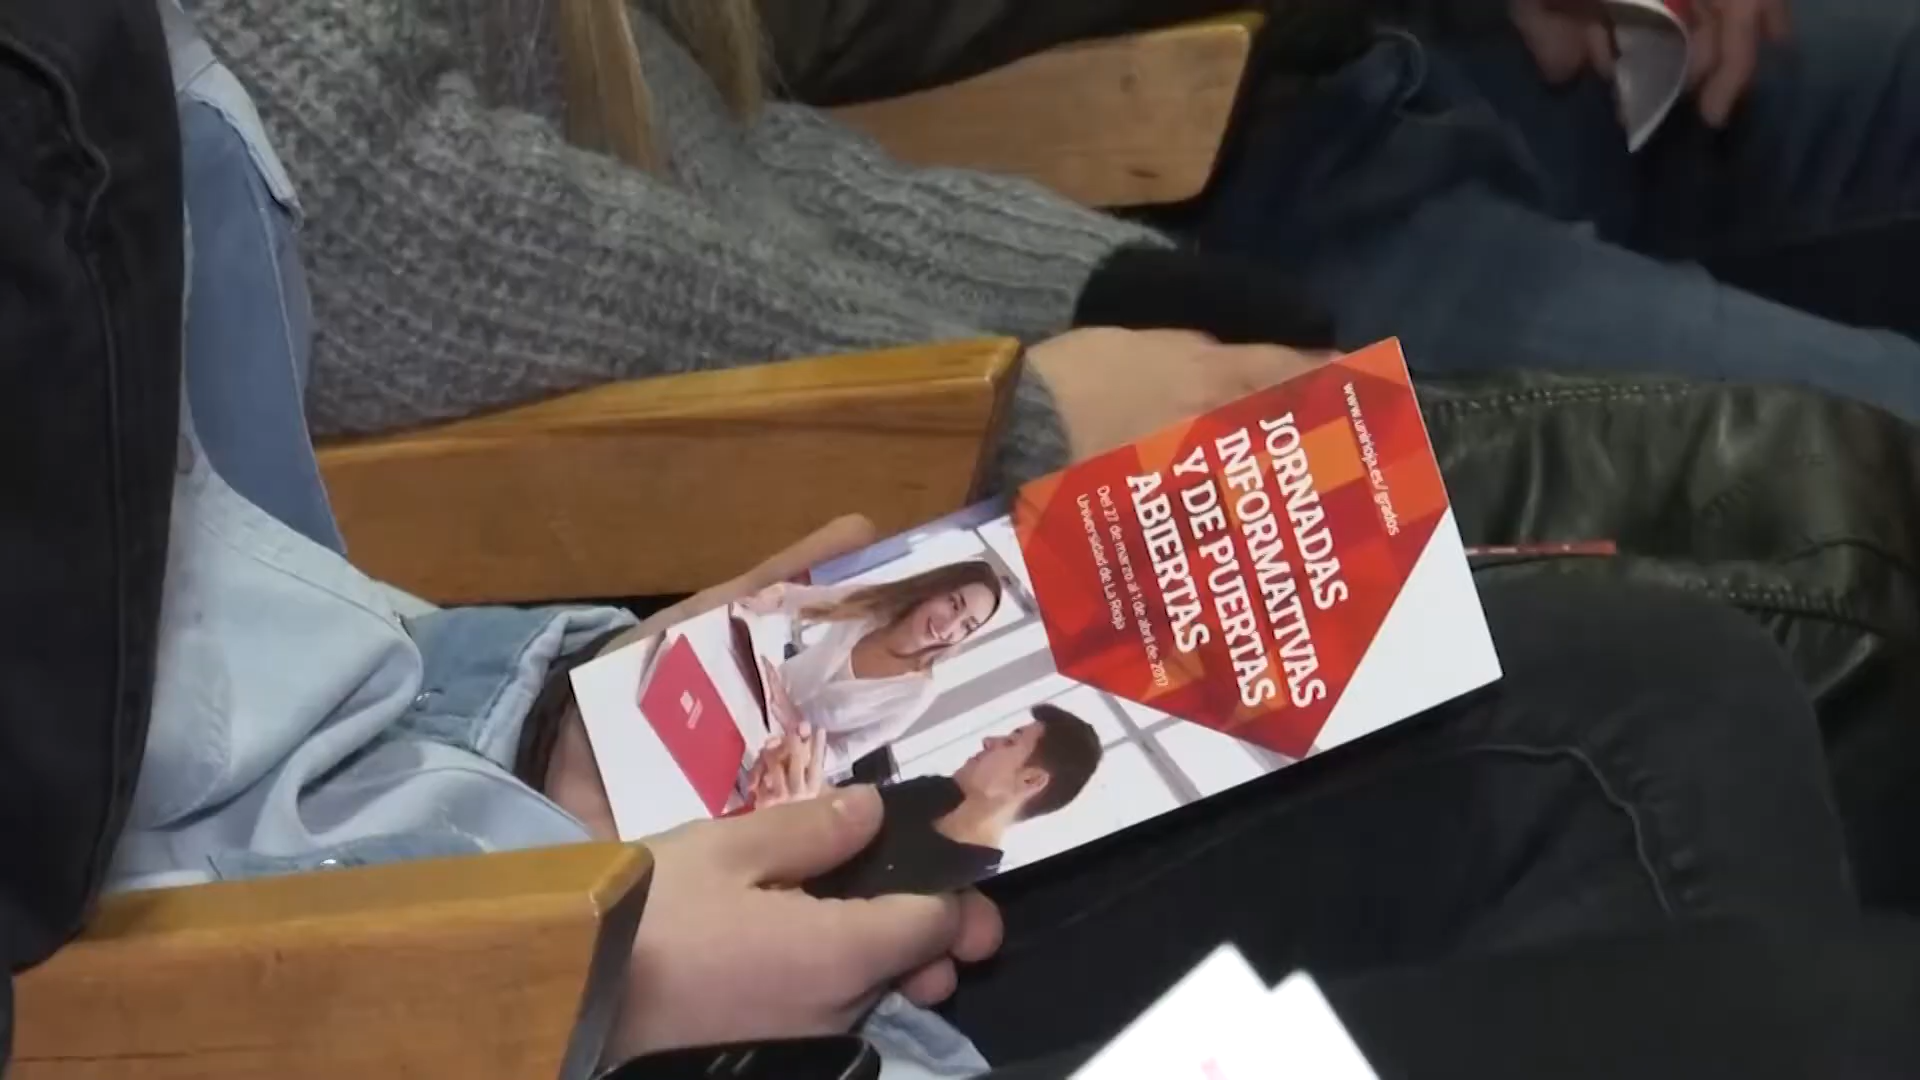 www.unirioja.es/grados
JORNADAS
INFORMATIVAS
Y DE PUERTAS
ABIERTAS
Del 27 de marzo al 1 de abril de 2017
Universidad de La Rioja